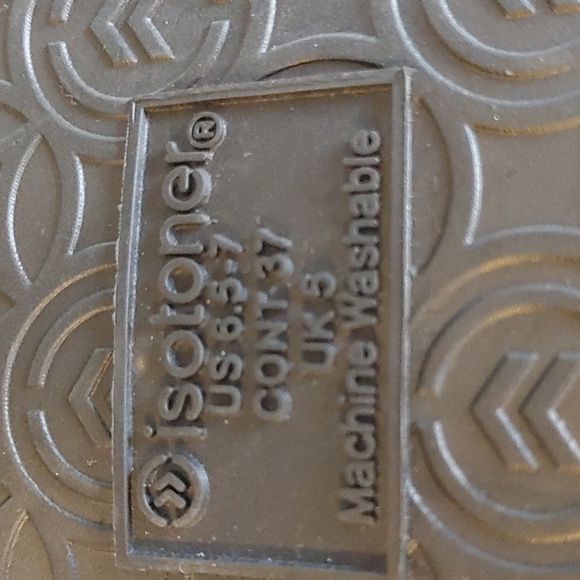 isotoner®
US 6.5-7
CONT 37
UK 5
Machine Washable